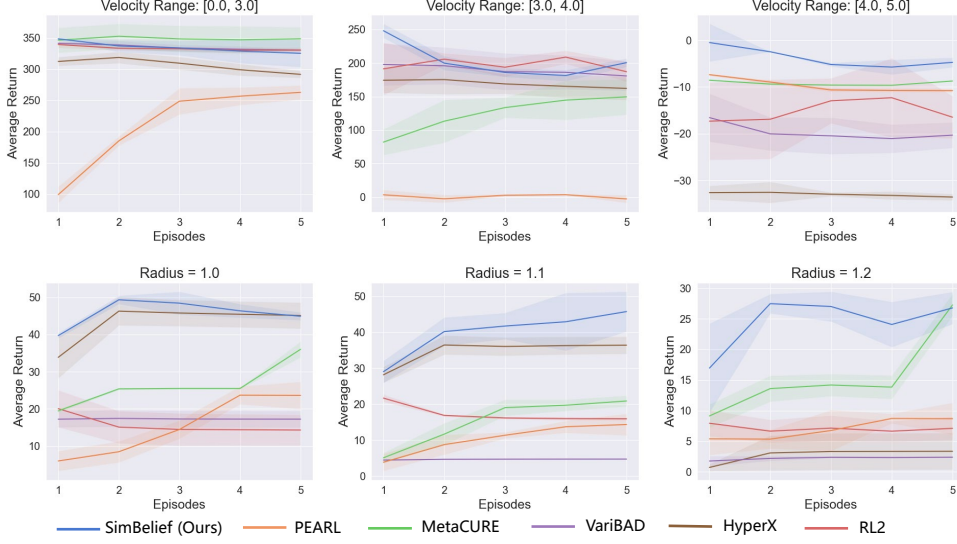 Velocity Range: [0.0, 3.0]
Velocity Range: [3.0, 4.0]
Velocity Range: [4.0, 5.0]
Average Return
350
300
250
200
150
100
1 2 3 4 5
Episodes
Average Return
250
200
150
100
50
0
1 2 3 4 5
Episodes
Average Return
0
−10
−20
−30
1 2 3 4 5
Episodes
Radius = 1.0
Radius = 1.1
Radius = 1.2
Average Return
50
40
30
20
10
1 2 3 4 5
Episodes
Average Return
50
40
30
20
10
0
1 2 3 4 5
Episodes
Average Return
30
25
20
15
10
5
0
1 2 3 4 5
Episodes
SimBelief (Ours) PEARL MetaCURE VariBAD HyperX RL2